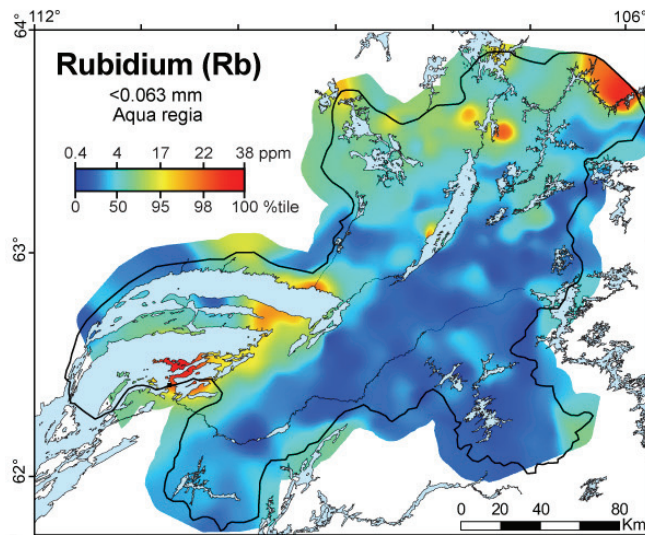 112°
106°
64°
Rubidium (Rb)
<0.063 mm
Aqua regia
0.4 4 17 22 38 ppm
0 50 95 98 100 %tile
63°
62°
0 20 40 60 80
Km